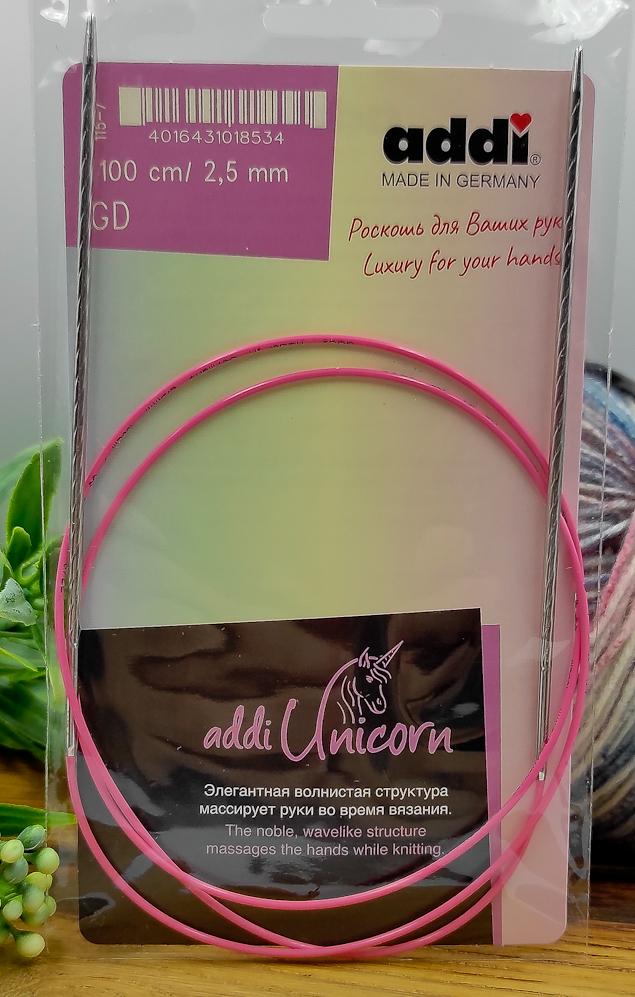 4016431018534
100 cm/ 2,5 mm
GD
addi®
MADE IN GERMANY
Роскошь для Ваших рук
Luxury for your hands
addi Unicorn
Элегантная волнистая структура
массирует руки во время вязания.
The noble, wavelike structure
massages the hands while knitting.